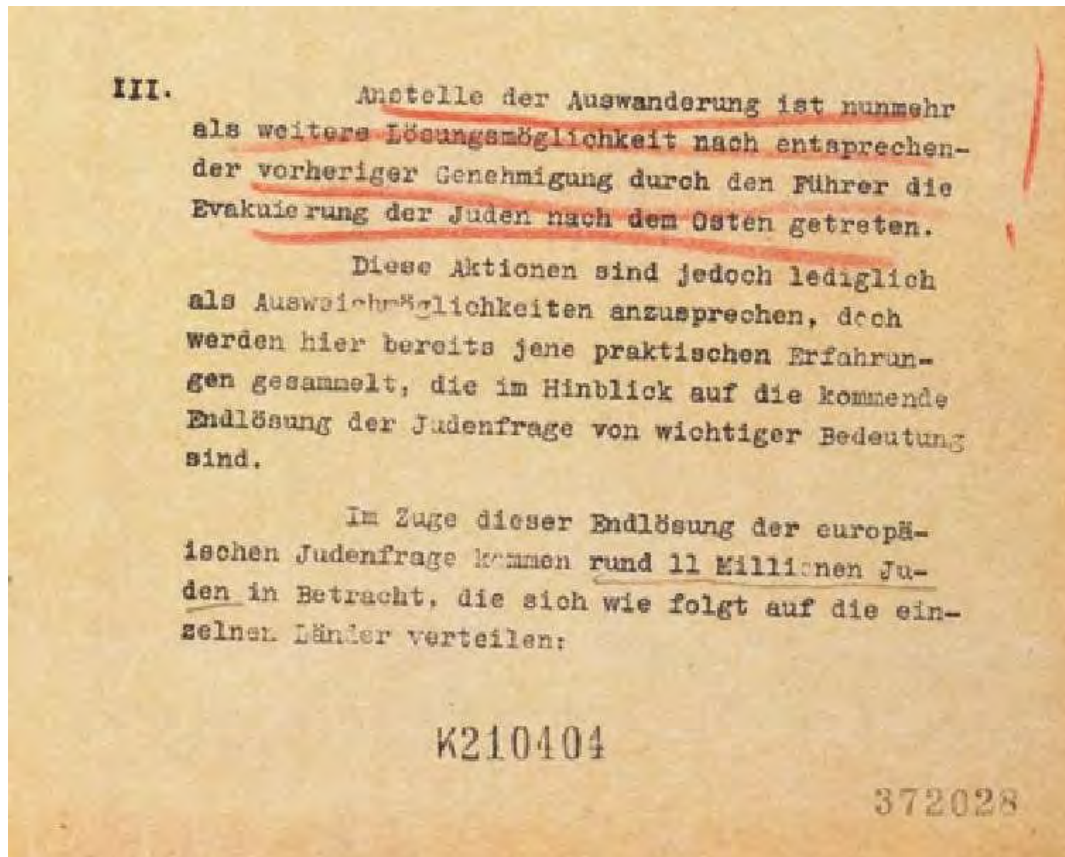 III. Anstelle der Auswanderung ist nunmehr
als weitere Lösungsmöglichkeit nach entsprechen-
der vorheriger Genehmigung durch den Führer die
Evakuierung der Juden nach dem Osten getreten.
Diese Aktionen sind jedoch lediglich
als Ausweichmöglichkeiten anzusprechen, doch
werden hier bereits jene praktischen Erfahrun-
gen gesammelt, die im Hinblick auf die kommende
Endlösung der Judenfrage von wichtiger Bedeutung
sind.
Im Zuge dieser Endlösung der europä-
ischen Judenfrage kommen rund 11 Millionen Ju-
den in Betracht, die sich wie folgt auf die ein-
zelnen Länder verteilen:
K210404
372028